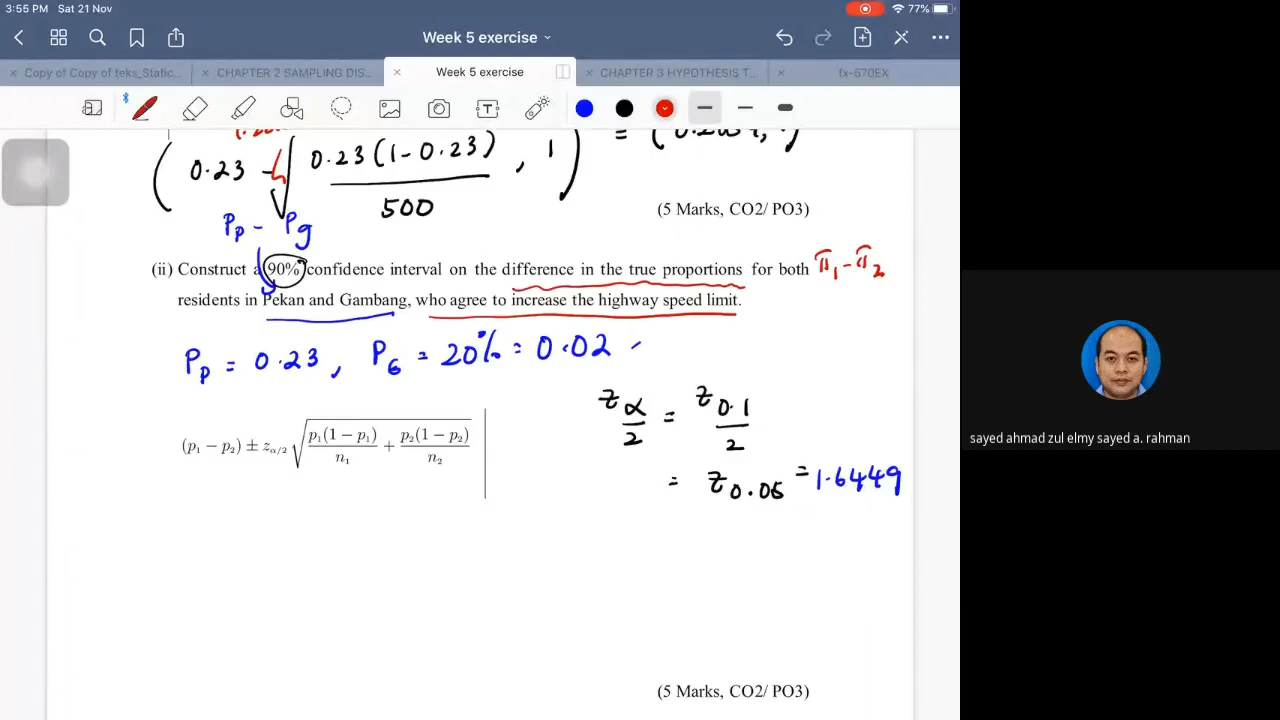 3:55 PM Sat 21 Nov
77%
Week 5 exercise
Copy of Copy of teks_Static...
CHAPTER 2 SAMPLING DIS...
Week 5 exercise
CHAPTER 3 HYPOTHESIS T...
fx-570EX
( 0.23 - √ 0.23(1-0.23) / 500 , 1 )
(5 Marks, CO2/ PO3)
Pp - Pg
(ii) Construct a 90% confidence interval on the difference in the true proportions for both π1 - π2
residents in Pekan and Gambang, who agree to increase the highway speed limit.
Pp = 0.23, PG = 20% = 0.02
zα/2 = z0.1/2
(p1 − p2) ± zα/2 √ p1(1 − p1)/n1 + p2(1 − p2)/n2
= z0.05 = 1.6449
sayed ahmad zul elmy sayed a. rahman
(5 Marks, CO2/ PO3)